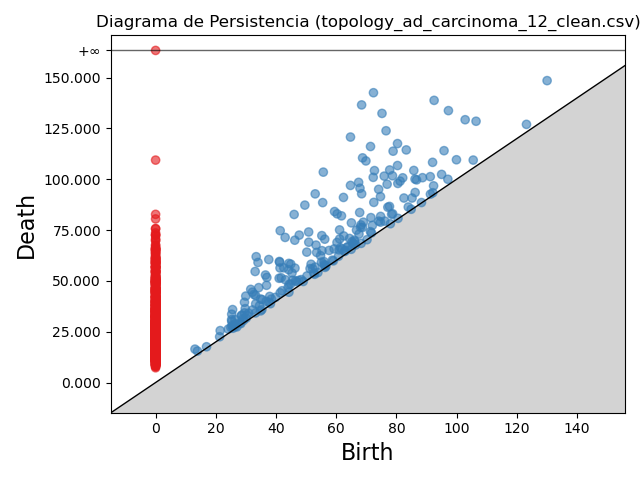 Diagrama de Persistencia (topology_ad_carcinoma_12_clean.csv)
+∞
150.000
125.000
100.000
75.000
50.000
25.000
0.000
Death
0 20 40 60 80 100 120 140
Birth